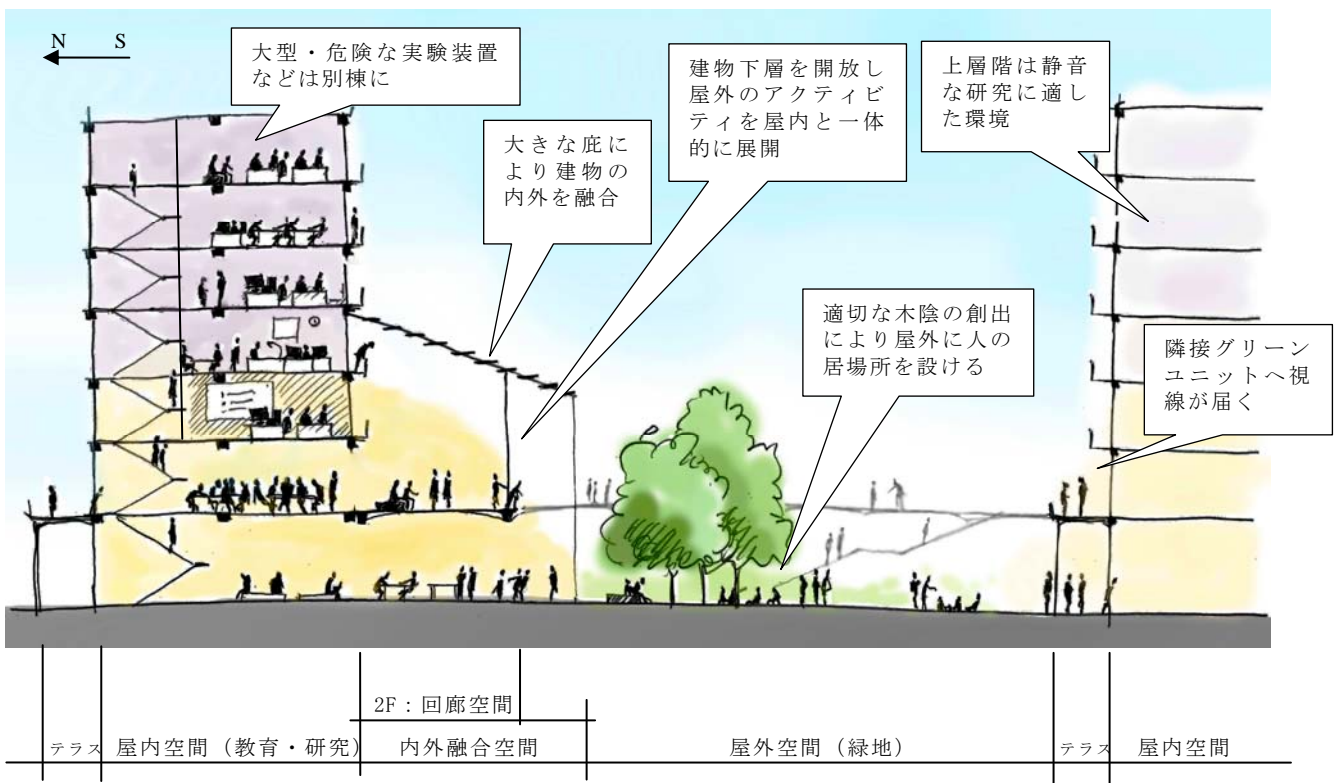 N S
大型・危険な実験装置
などは別棟に
大きな庇に
より建物の
内外を融合
建物下層を開放し
屋外のアクティビ
ティを屋内と一体
的に展開
上層階は静音
な研究に適し
た環境
適切な木陰の創出
により屋外に人の
居場所を設ける
隣接グリーン
ユニットへ視
線が届く
2F：回廊空間
テラス 屋内空間（教育・研究） 内外融合空間 屋外空間（緑地） テラス 屋内空間